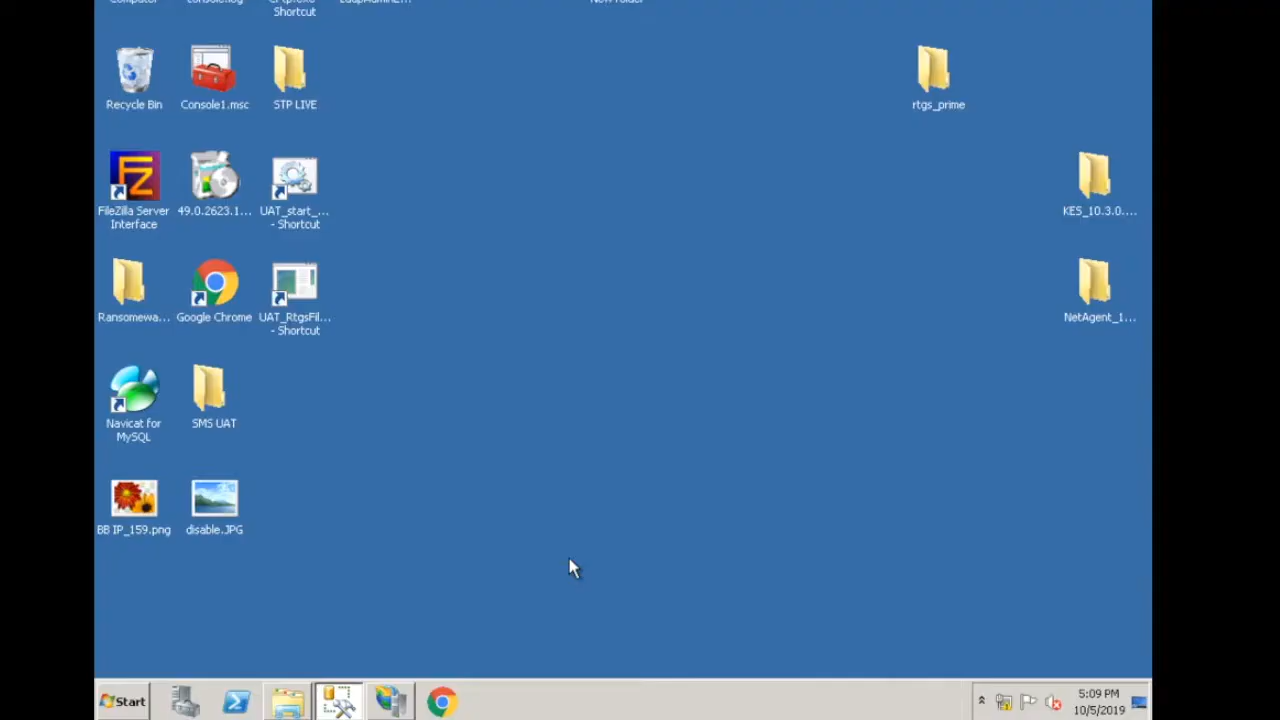 Computer
console.log
Shortcut
LdapAdminE...
New folder
Recycle Bin
Console1.msc
STP LIVE
rtgs_prime
FileZilla Server
Interface
49.0.2623.1...
UAT_start_...
- Shortcut
KES_10.3.0....
Ransomewa...
Google Chrome
UAT_RtgsFil...
- Shortcut
NetAgent_1...
Navicat for
MySQL
SMS UAT
BB IP_159.png
disable.JPG
Start
5:09 PM
10/5/2019